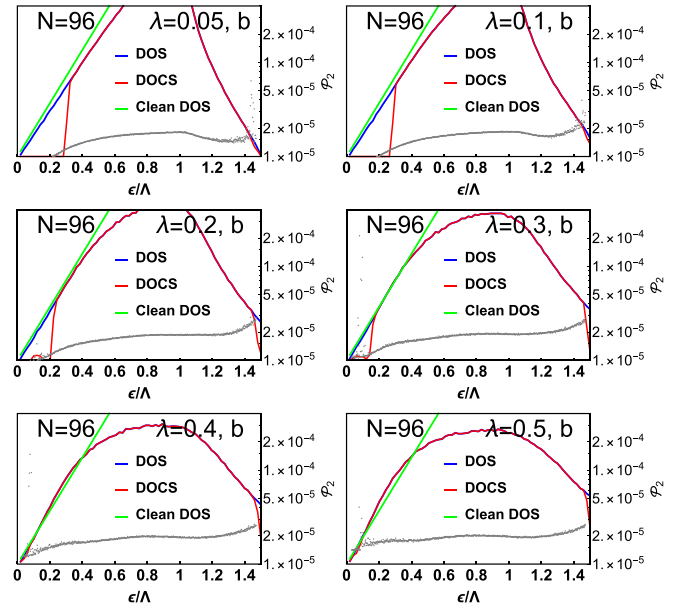 N=96 λ=0.05, b
DOS
DOCS
Clean DOS
2.×10⁻⁴
1.×10⁻⁴
5.×10⁻⁵
2.×10⁻⁵
1.×10⁻⁵
𝒫₂
0 0.2 0.4 0.6 0.8 1 1.2 1.4
ϵ/Λ
N=96 λ=0.1, b
DOS
DOCS
Clean DOS
2.×10⁻⁴
1.×10⁻⁴
5.×10⁻⁵
2.×10⁻⁵
1.×10⁻⁵
𝒫₂
0 0.2 0.4 0.6 0.8 1 1.2 1.4
ϵ/Λ
N=96 λ=0.2, b
DOS
DOCS
Clean DOS
2.×10⁻⁴
1.×10⁻⁴
5.×10⁻⁵
2.×10⁻⁵
1.×10⁻⁵
𝒫₂
0 0.2 0.4 0.6 0.8 1 1.2 1.4
ϵ/Λ
N=96 λ=0.3, b
DOS
DOCS
Clean DOS
2.×10⁻⁴
1.×10⁻⁴
5.×10⁻⁵
2.×10⁻⁵
1.×10⁻⁵
𝒫₂
0 0.2 0.4 0.6 0.8 1 1.2 1.4
ϵ/Λ
N=96 λ=0.4, b
DOS
DOCS
Clean DOS
2.×10⁻⁴
1.×10⁻⁴
5.×10⁻⁵
2.×10⁻⁵
1.×10⁻⁵
𝒫₂
0 0.2 0.4 0.6 0.8 1 1.2 1.4
ϵ/Λ
N=96 λ=0.5, b
DOS
DOCS
Clean DOS
2.×10⁻⁴
1.×10⁻⁴
5.×10⁻⁵
2.×10⁻⁵
1.×10⁻⁵
𝒫₂
0 0.2 0.4 0.6 0.8 1 1.2 1.4
ϵ/Λ